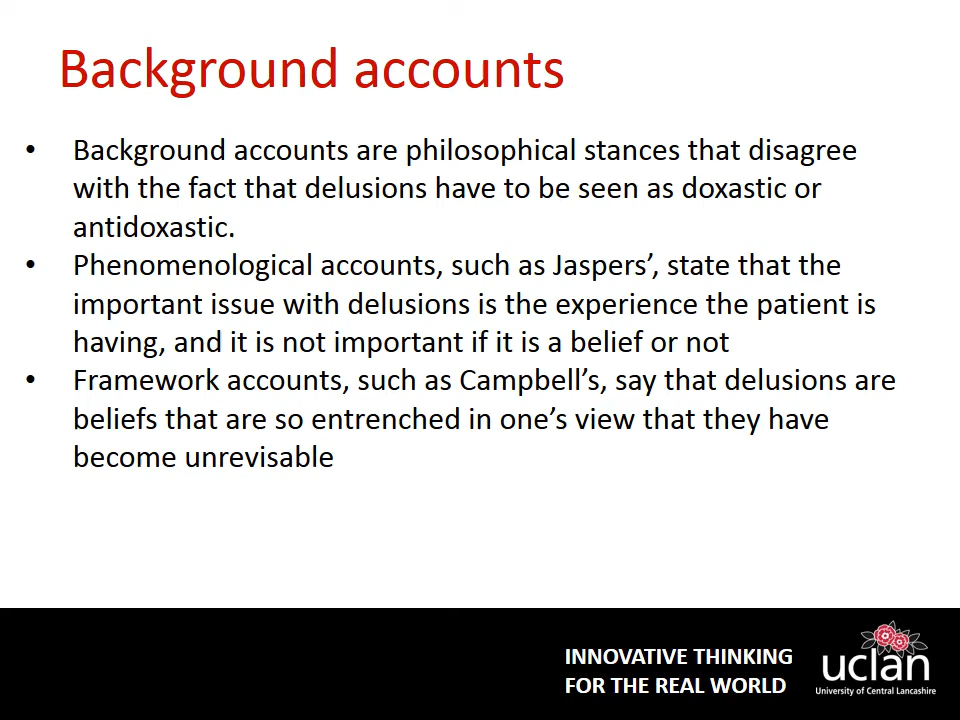 Background accounts
• Background accounts are philosophical stances that disagree
with the fact that delusions have to be seen as doxastic or
antidoxastic.
• Phenomenological accounts, such as Jaspers’, state that the
important issue with delusions is the experience the patient is
having, and it is not important if it is a belief or not
• Framework accounts, such as Campbell’s, say that delusions are
beliefs that are so entrenched in one’s view that they have
become unrevisable
INNOVATIVE THINKING
FOR THE REAL WORLD
uclan
University of Central Lancashire